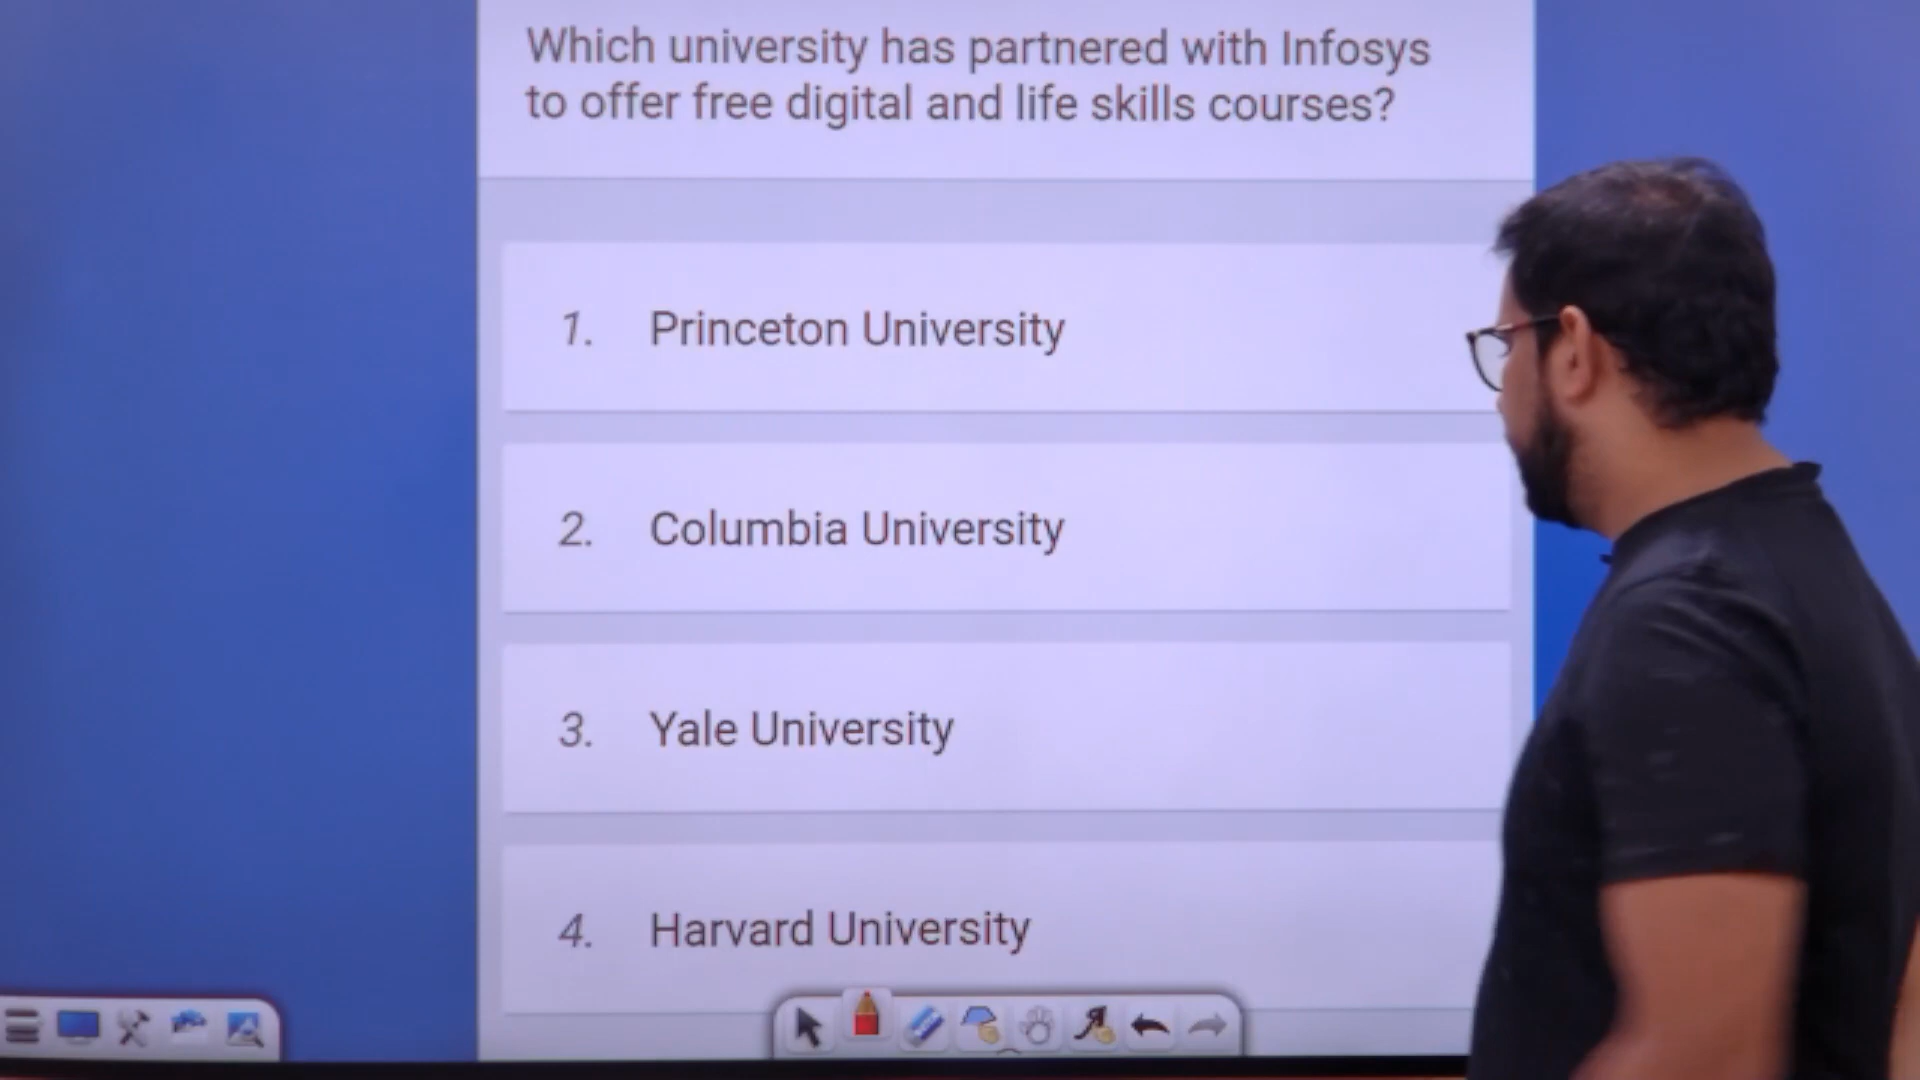 Which university has partnered with Infosys
to offer free digital and life skills courses?
1. Princeton University
2. Columbia University
3. Yale University
4. Harvard University